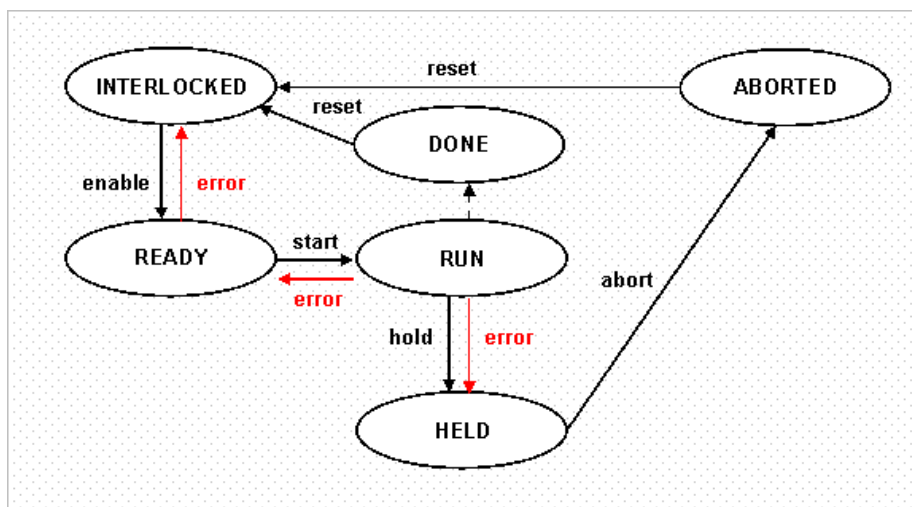 reset
INTERLOCKED
ABORTED
reset
DONE
enable
error
READY
start
RUN
error
abort
hold
error
HELD